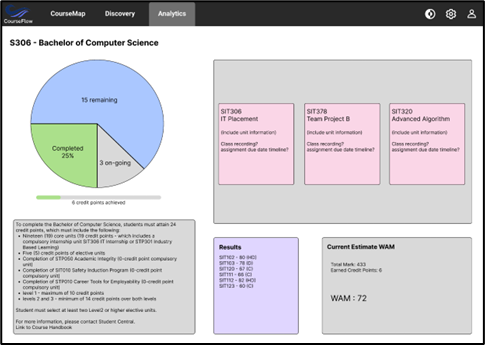 CourseFlow
CourseMap
Discovery
Analytics
S306 - Bachelor of Computer Science
15 remaining
Completed
25%
3 on-going
6 credit points achieved
SIT306
IT Placement
(Include unit information)
Class recording?
assignment due date timeline?
SIT378
Team Project B
(Include unit information)
Class recording?
assignment due date timeline?
SIT320
Advanced Algorithm
(Include unit information)
Class recording?
assignment due date timeline?
To complete the Bachelor of Computer Science, students must attain 24
credit points, which must include the following:
• Nineteen (19) core units (19 credit points - which includes a
compulsory internship unit SIT306 IT Internship or STP301 Industry
Based Learning)
• Five (5) credit points of elective units
• Completion of STP050 Academic Integrity (0-credit point compulsory
unit)
• Completion of SIT010 Safety Induction Program (0-credit point
compulsory unit)
• Completion of STP010 Career Tools for Employability (0-credit point
compulsory unit)
• level 1 - maximum of 10 credit points
• levels 2 and 3 - minimum of 14 credit points over both levels
Student must select at least two Level2 or higher elective units.
For more information, please contact Student Central.
Link to Course Handbook
Results
SIT102 - 80 (HD)
SIT103 - 78 (D)
SIT120 - 67 (C)
SIT111 - 66 (C)
SIT112 - 82 (HD)
SIT123 - 60 (C)
Current Estimate WAM
Total Mark: 433
Earned Credit Points: 6
WAM : 72